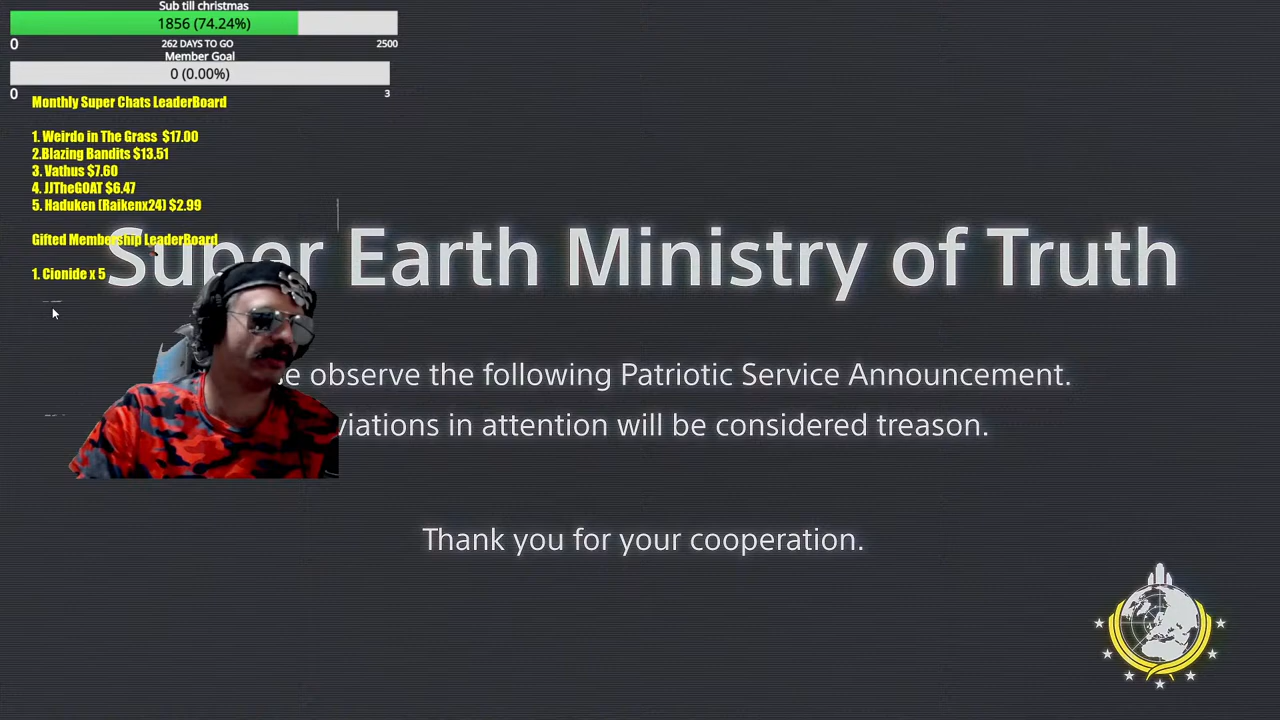 Sub till christmas
1856 (74.24%)
0 262 DAYS TO GO 2500
Member Goal
0 (0.00%)
0 3
Monthly Super Chats LeaderBoard
1. Weirdo in The Grass $17.00
2.Blazing Bandits $13.51
3. Vathus $7.60
4. JJTheGOAT $6.47
5. Haduken (Raikenx24) $2.99
Gifted Membership LeaderBoard
1. Cionide x 5
Super Earth Ministry of Truth
observe the following Patriotic Service Announcement.
in attention will be considered treason.
Thank you for your cooperation.